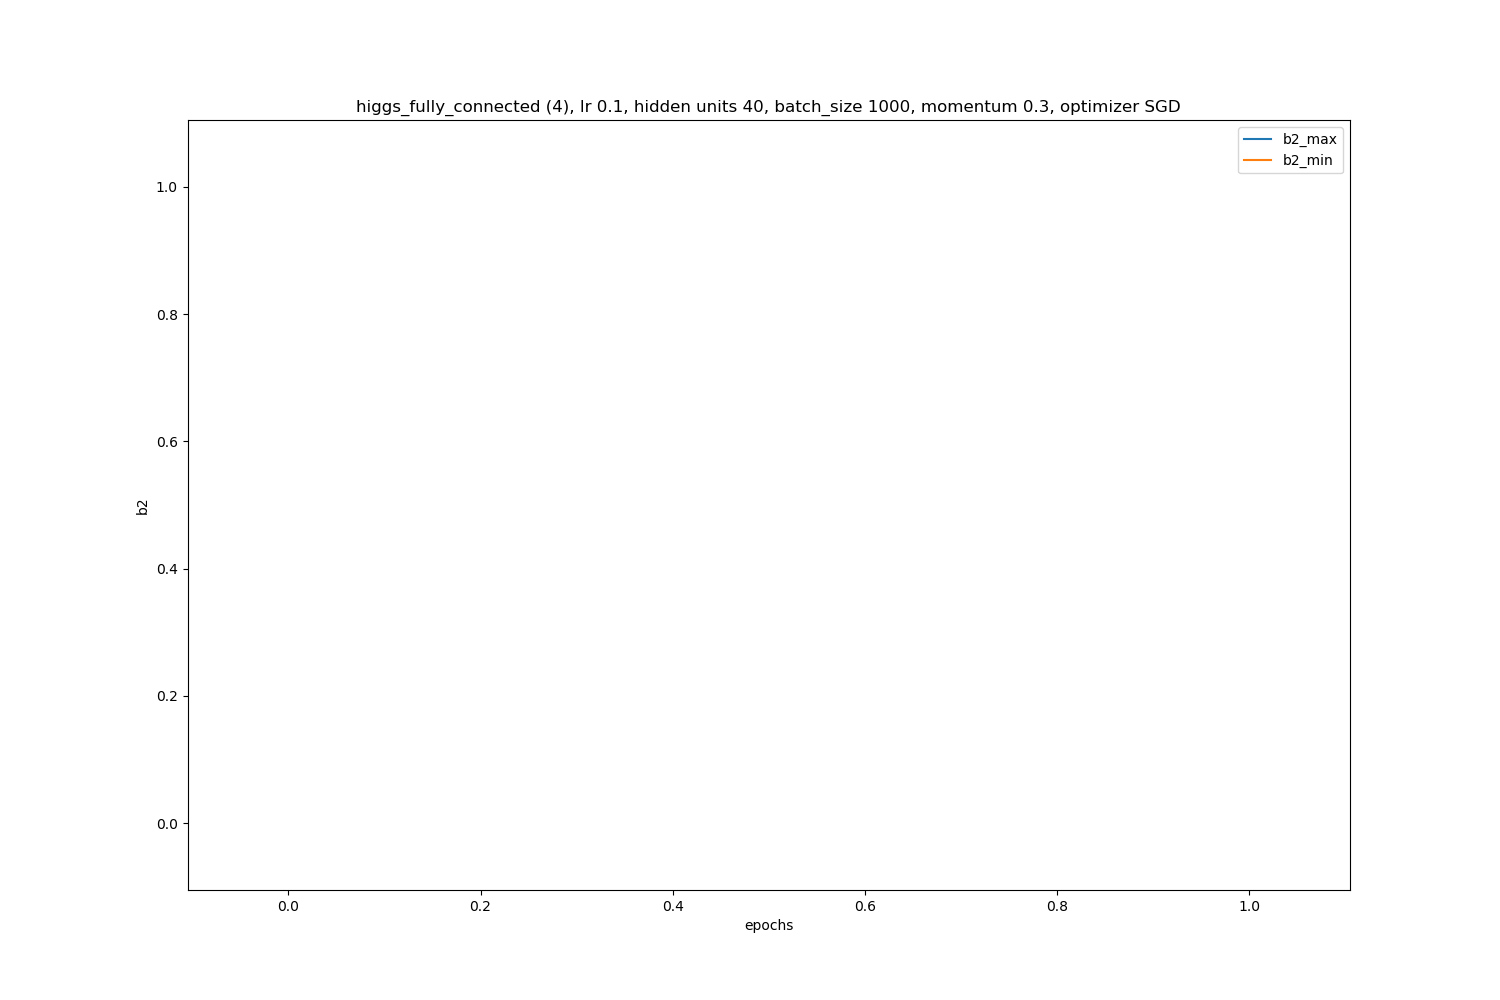 higgs_fully_connected (4), lr 0.1, hidden units 40, batch_size 1000, momentum 0.3, optimizer SGD
b2_max
b2_min
1.0
0.8
0.6
0.4
0.2
0.0
b2
0.0 0.2 0.4 0.6 0.8 1.0
epochs